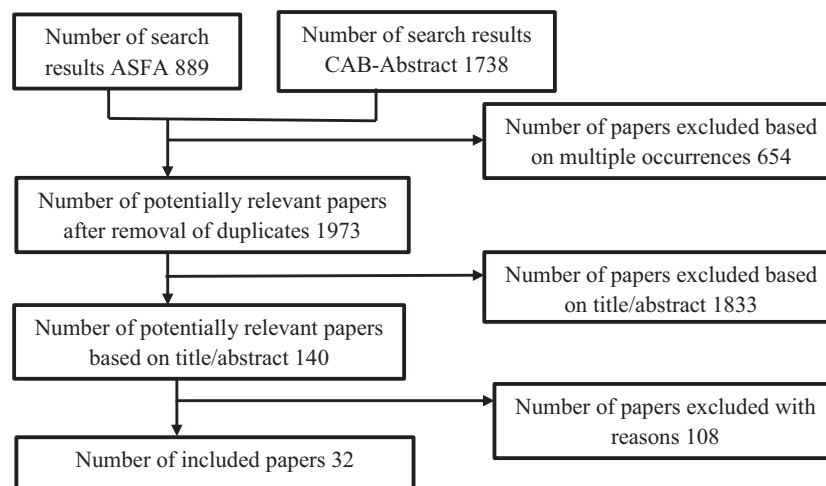 Number of search
results ASFA 889
Number of search results
CAB-Abstract 1738
Number of papers excluded based
on multiple occurrences 654
Number of potentially relevant papers
after removal of duplicates 1973
Number of papers excluded based
on title/abstract 1833
Number of potentially relevant papers
based on title/abstract 140
Number of papers excluded with
reasons 108
Number of included papers 32